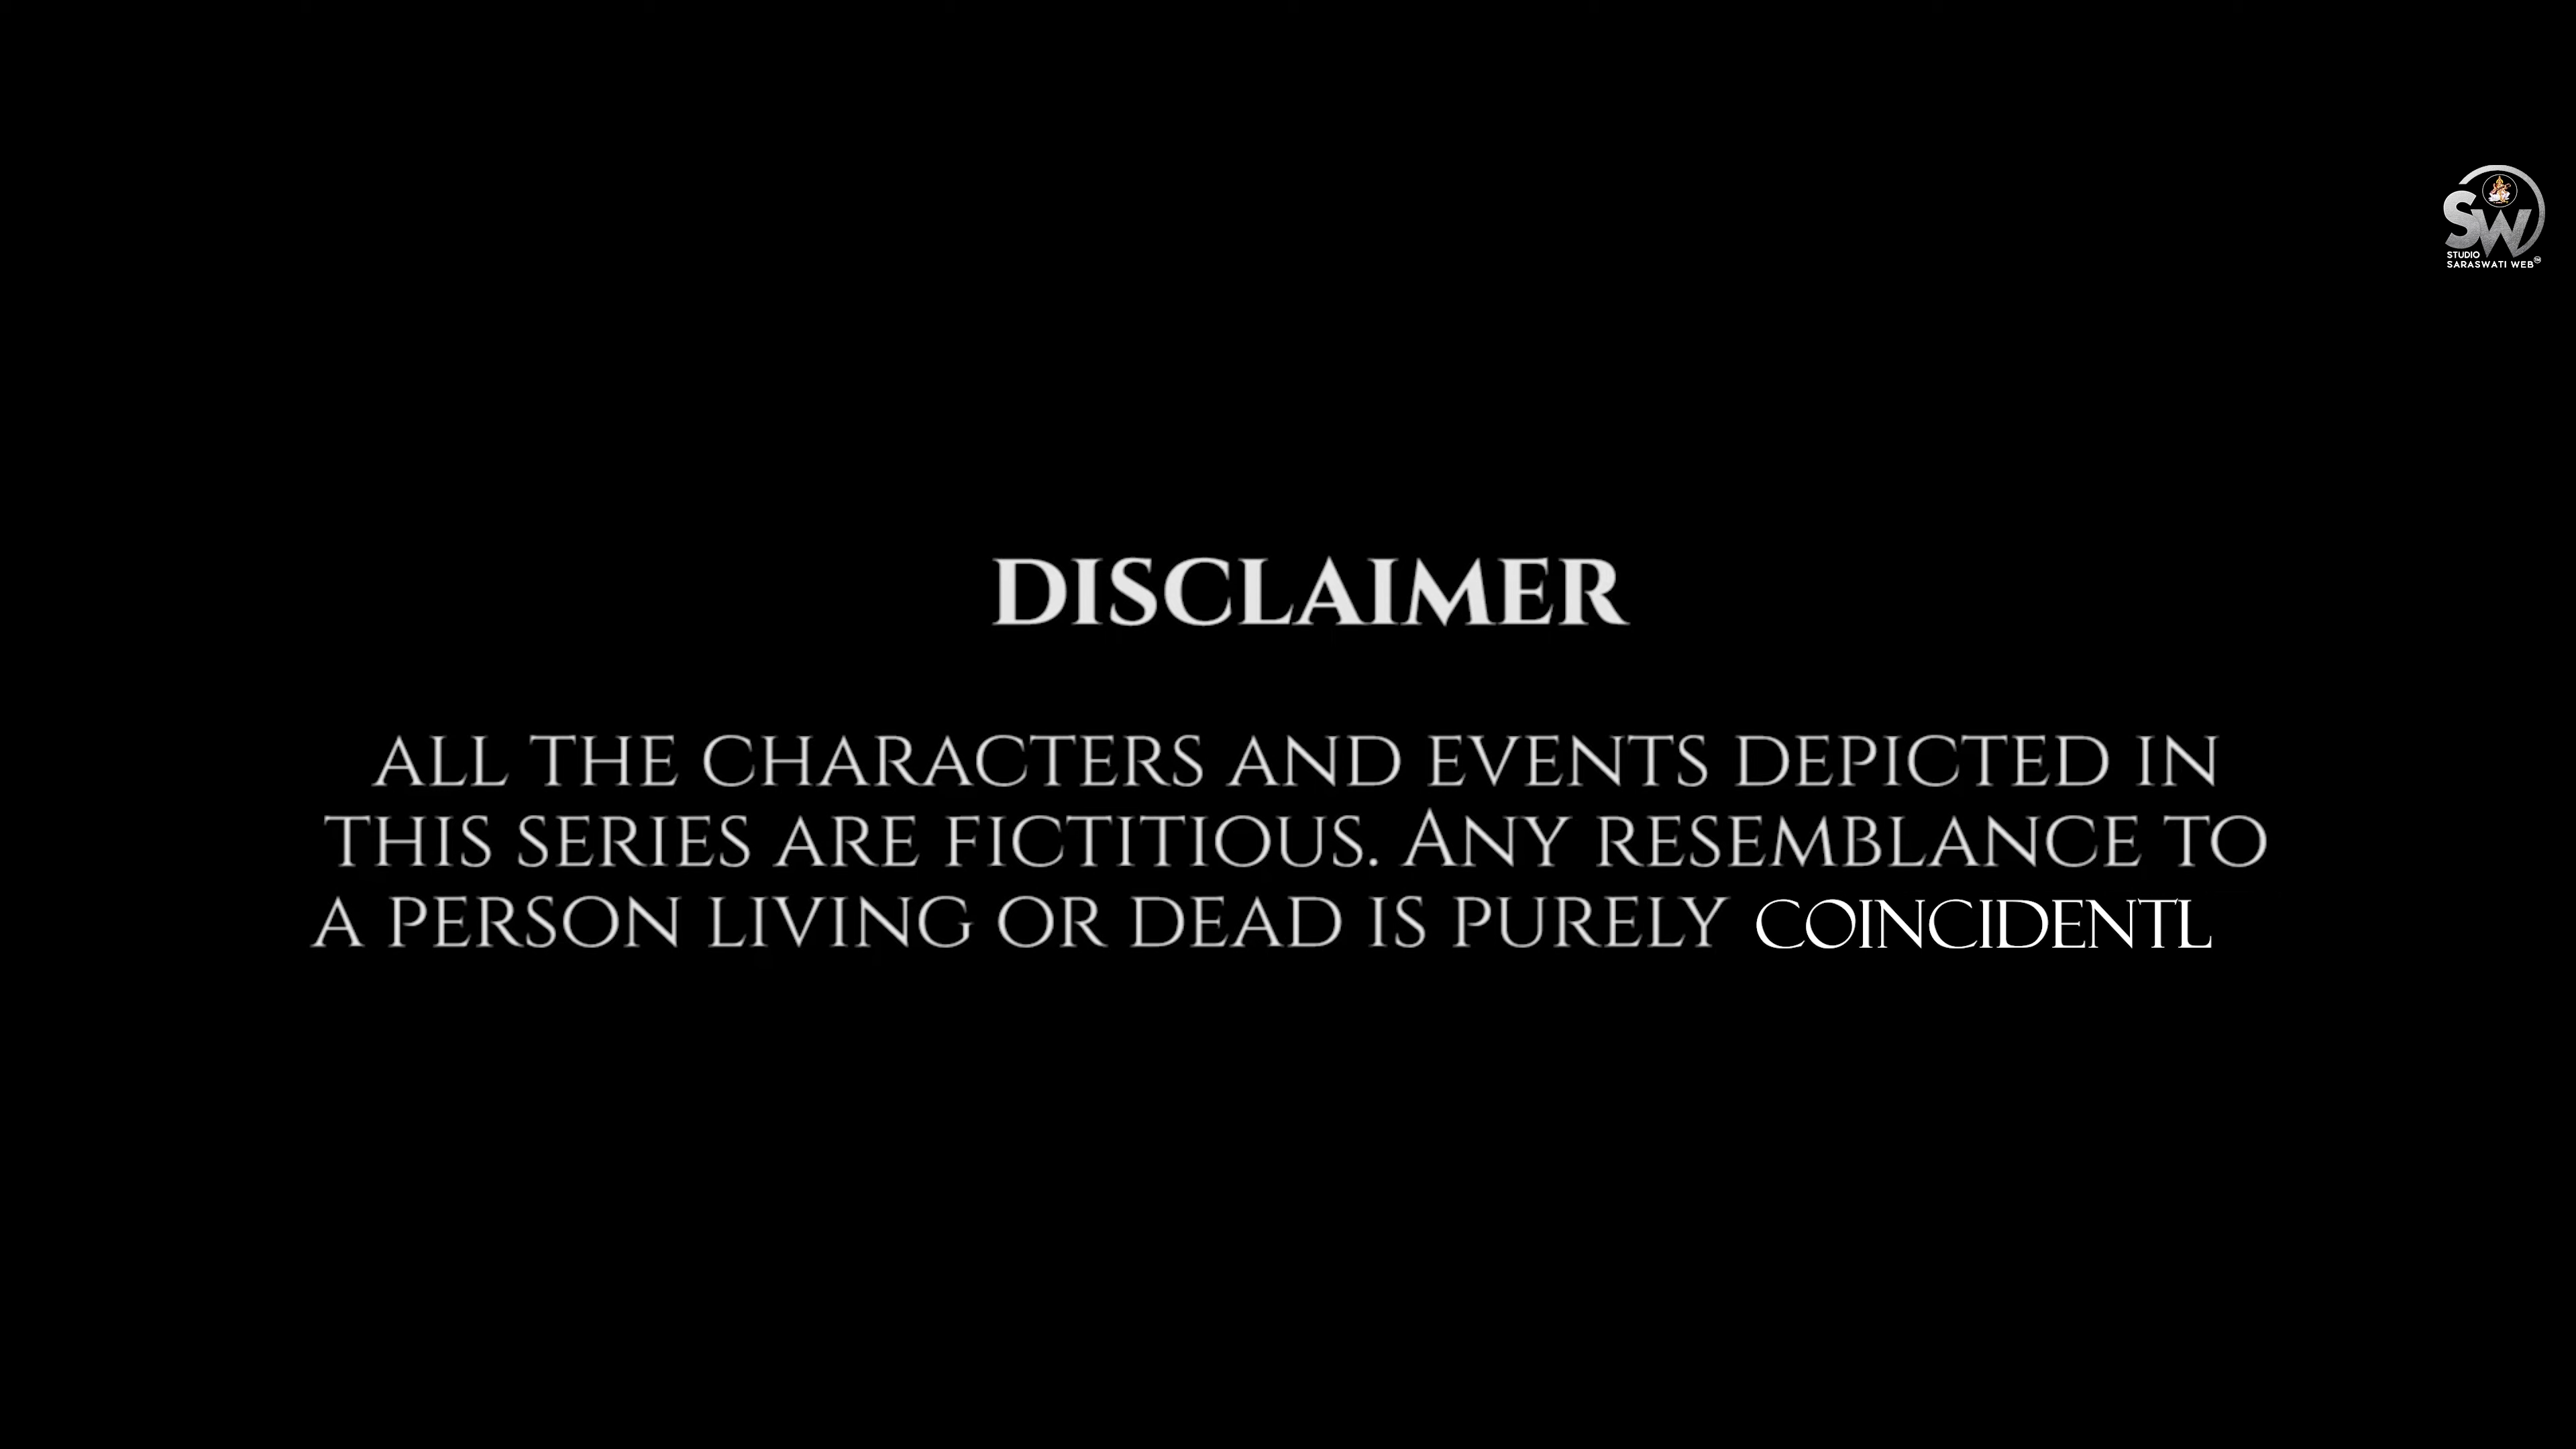 SW
STUDIO
SARASWATI WEB
DISCLAIMER
ALL THE CHARACTERS AND EVENTS DEPICTED IN
THIS SERIES ARE FICTITIOUS. ANY RESEMBLANCE TO
A PERSON LIVING OR DEAD IS PURELY COINCIDENTL